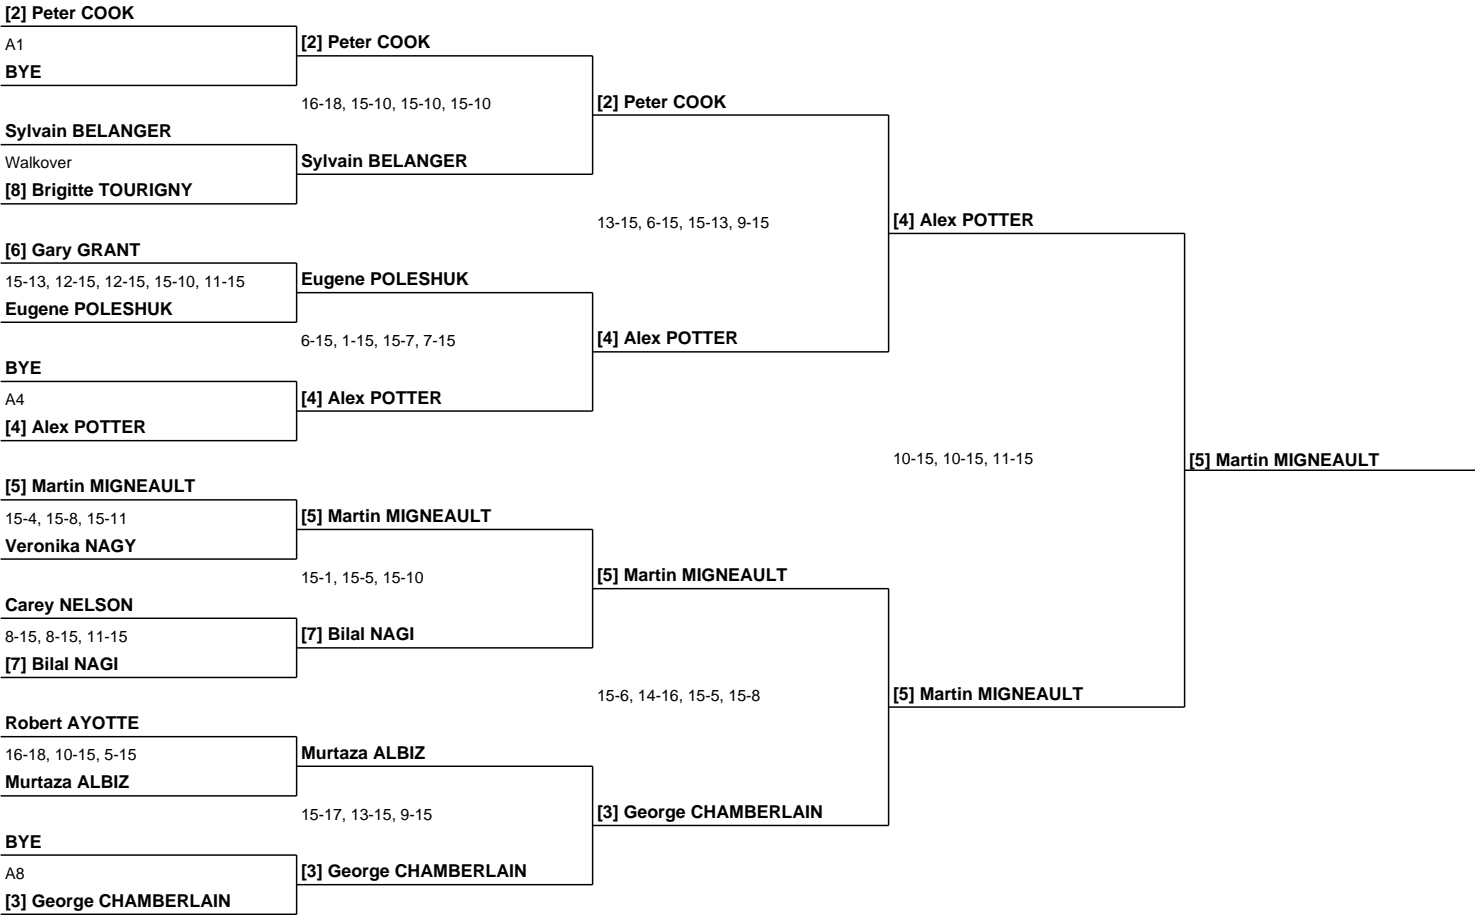 [2] Peter COOK
A1
BYE
[2] Peter COOK
16-18, 15-10, 15-10, 15-10
Sylvain BELANGER
Walkover
[8] Brigitte TOURIGNY
Sylvain BELANGER
[2] Peter COOK
13-15, 6-15, 15-13, 9-15
[6] Gary GRANT
15-13, 12-15, 12-15, 15-10, 11-15
Eugene POLESHUK
Eugene POLESHUK
6-15, 1-15, 15-7, 7-15
BYE
A4
[4] Alex POTTER
[4] Alex POTTER
[4] Alex POTTER
[4] Alex POTTER
10-15, 10-15, 11-15
[5] Martin MIGNEAULT
[5] Martin MIGNEAULT
15-4, 15-8, 15-11
Veronika NAGY
[5] Martin MIGNEAULT
15-1, 15-5, 15-10
Carey NELSON
8-15, 8-15, 11-15
[7] Bilal NAGI
[7] Bilal NAGI
[5] Martin MIGNEAULT
15-6, 14-16, 15-5, 15-8
[5] Martin MIGNEAULT
Robert AYOTTE
16-18, 10-15, 5-15
Murtaza ALBIZ
Murtaza ALBIZ
15-17, 13-15, 9-15
BYE
A8
[3] George CHAMBERLAIN
[3] George CHAMBERLAIN
[3] George CHAMBERLAIN